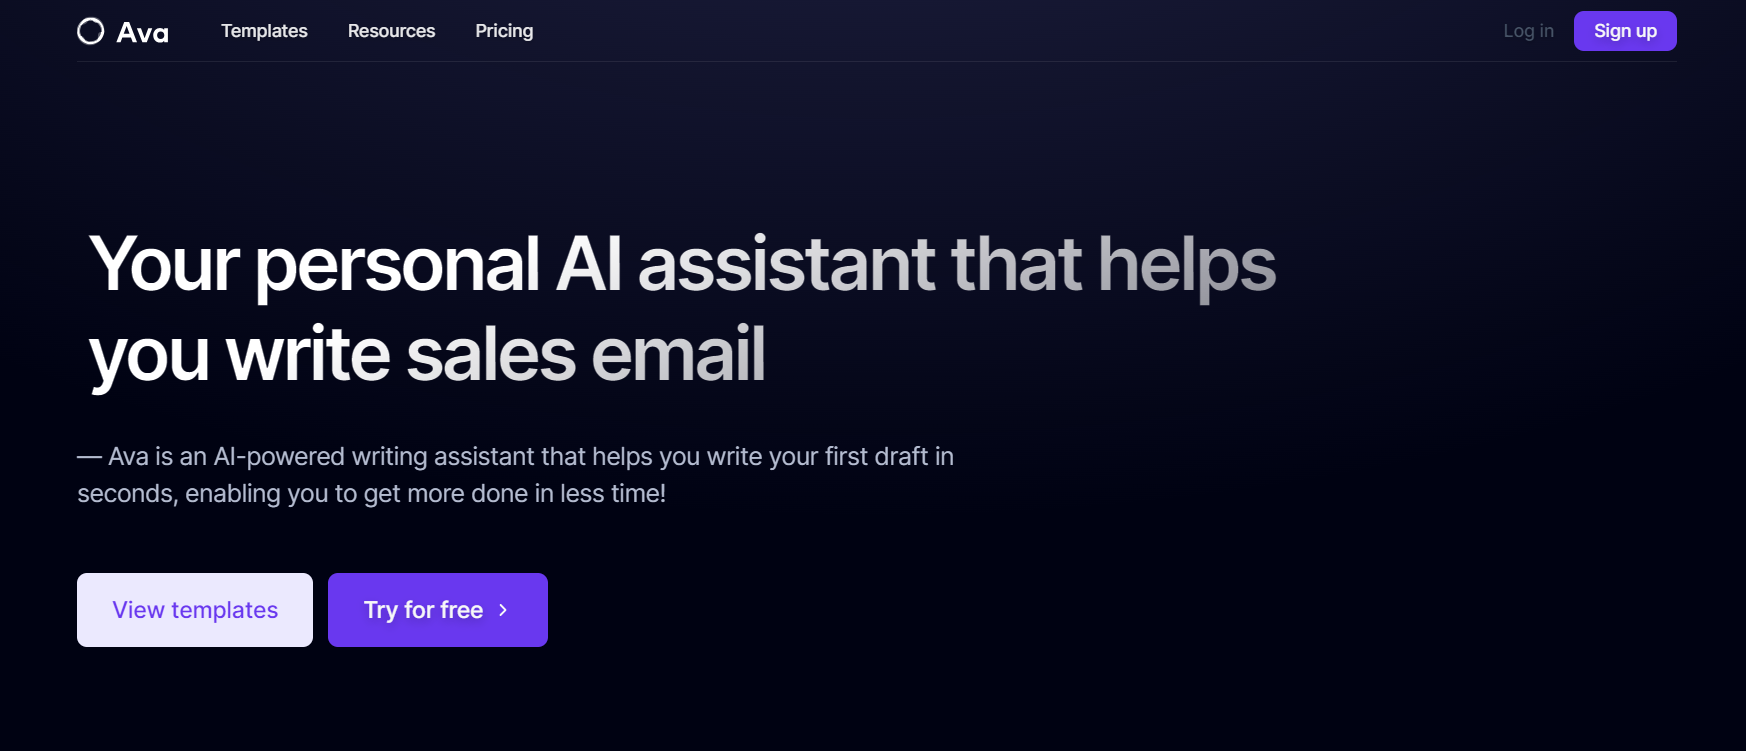 Ava
Templates
Resources
Pricing
Log in
Sign up
Your personal AI assistant that helps
you write sales email
— Ava is an AI-powered writing assistant that helps you write your first draft in
seconds, enabling you to get more done in less time!
View templates
Try for free